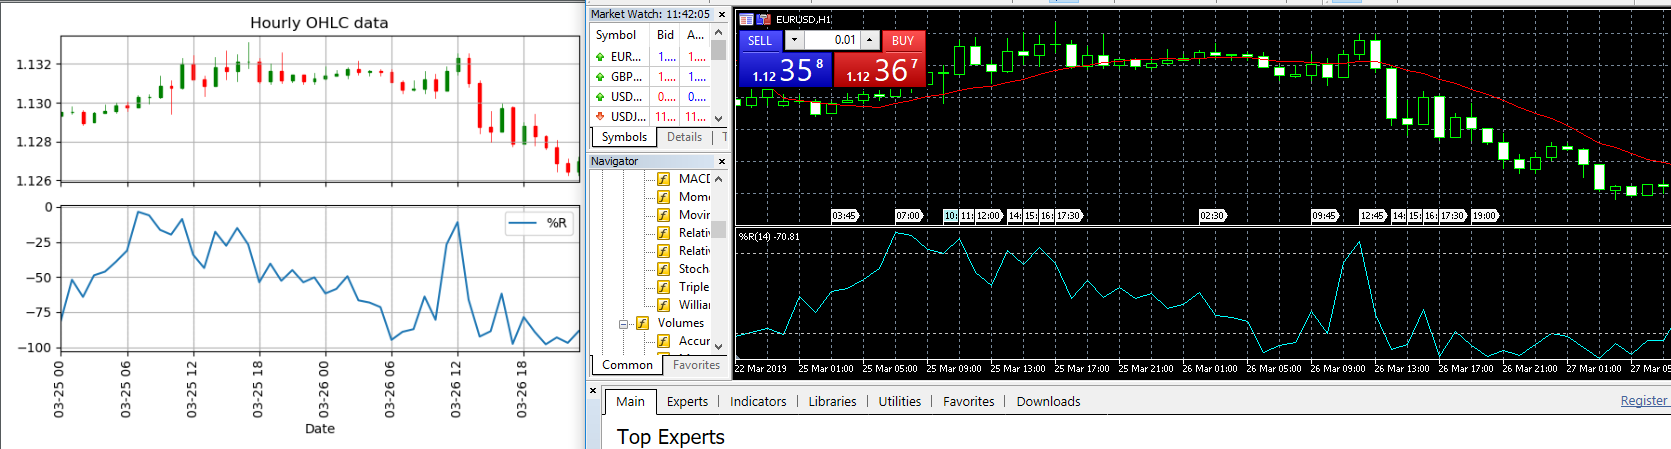 Hourly OHLC data
1.132
1.130
1.128
1.126
0
−25
−50
−75
−100
%R
03-25 00
03-25 06
03-25 12
03-25 18
03-26 00
03-26 06
03-26 12
03-26 18
Date
Market Watch: 11:42:05
Symbol Bid A...
EUR... 1.... 1....
GBP... 1.... 1....
USD... 0.... 0....
USDJ... 11... 11...
Symbols Details T
Navigator
MACD
Mome
Movin
Relativ
Relativ
Stoch
Triple
Williar
Volumes
Accur
Common Favorites
EURUSD,H1
SELL 0.01 BUY
1.12 35 8 1.12 36 7
03:45 07:00 10: 11: 12:00 14: 15: 16: 17:30 02:30 09:45 12:45 14: 15: 16: 17:30 19:00
%R(14) -70.81
22 Mar 2019 25 Mar 01:00 25 Mar 05:00 25 Mar 09:00 25 Mar 13:00 25 Mar 17:00 25 Mar 21:00 26 Mar 01:00 26 Mar 05:00 26 Mar 09:00 26 Mar 13:00 26 Mar 17:00 26 Mar 21:00 27 Mar 01:00 27 Mar 05
Main Experts Indicators Libraries Utilities Favorites Downloads Register
Top Experts